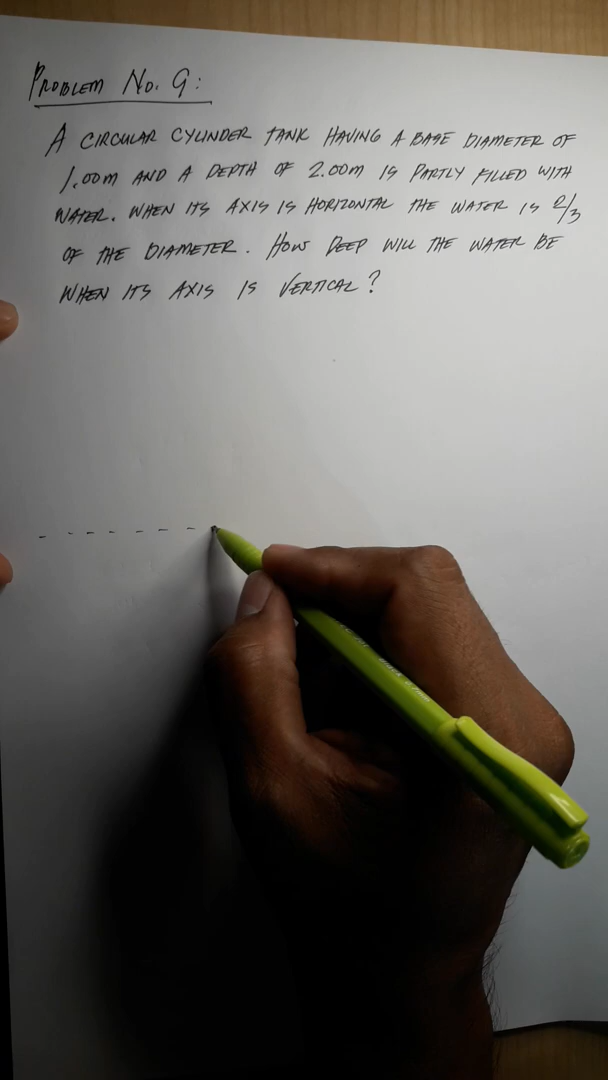 PROBLEM No. 9:
A CIRCULAR CYLINDER TANK HAVING A BASE DIAMETER OF
1.00m AND A DEPTH OF 2.00m IS PARTLY FILLED WITH
WATER. WHEN ITS AXIS IS HORIZONTAL THE WATER IS 2/3
OF THE DIAMETER. HOW DEEP WILL THE WATER BE
WHEN ITS AXIS IS VERTICAL?